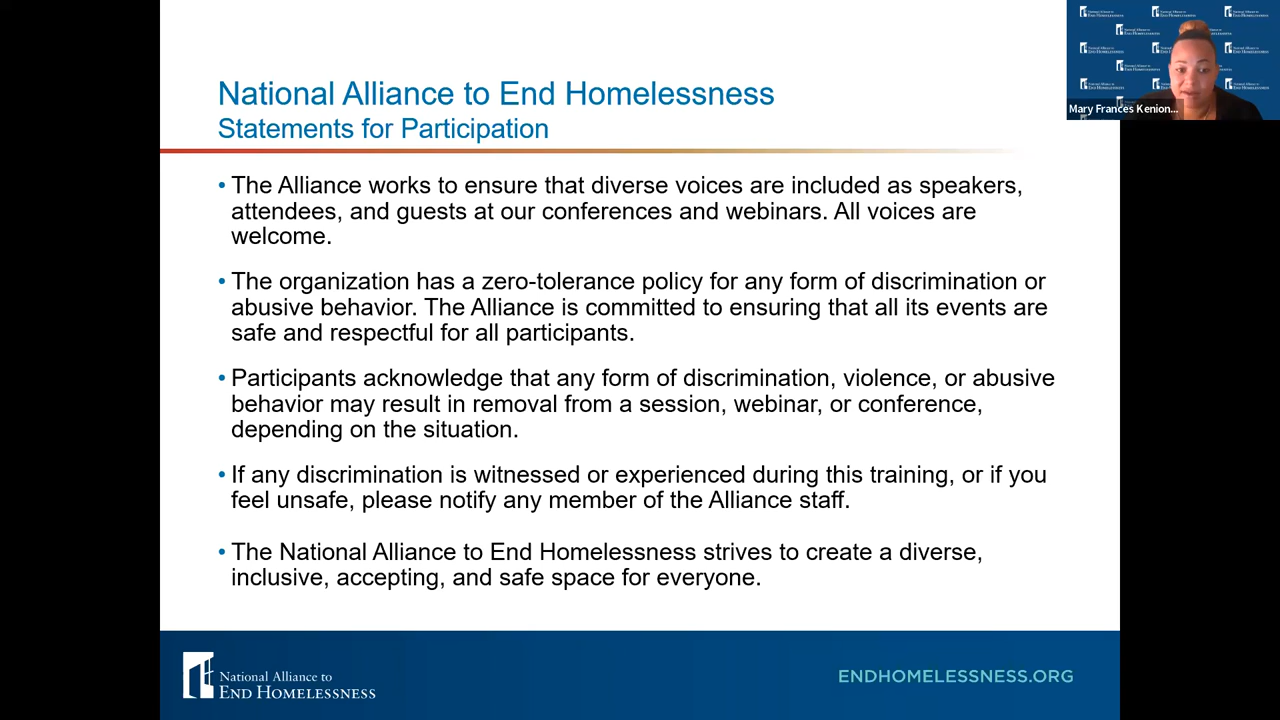 National Alliance to End Homelessness
Statements for Participation
• The Alliance works to ensure that diverse voices are included as speakers,
attendees, and guests at our conferences and webinars. All voices are
welcome.
• The organization has a zero-tolerance policy for any form of discrimination or
abusive behavior. The Alliance is committed to ensuring that all its events are
safe and respectful for all participants.
• Participants acknowledge that any form of discrimination, violence, or abusive
behavior may result in removal from a session, webinar, or conference,
depending on the situation.
• If any discrimination is witnessed or experienced during this training, or if you
feel unsafe, please notify any member of the Alliance staff.
• The National Alliance to End Homelessness strives to create a diverse,
inclusive, accepting, and safe space for everyone.
National Alliance to
END HOMELESSNESS
ENDHOMELESSNESS.ORG
Mary Frances Kenion...